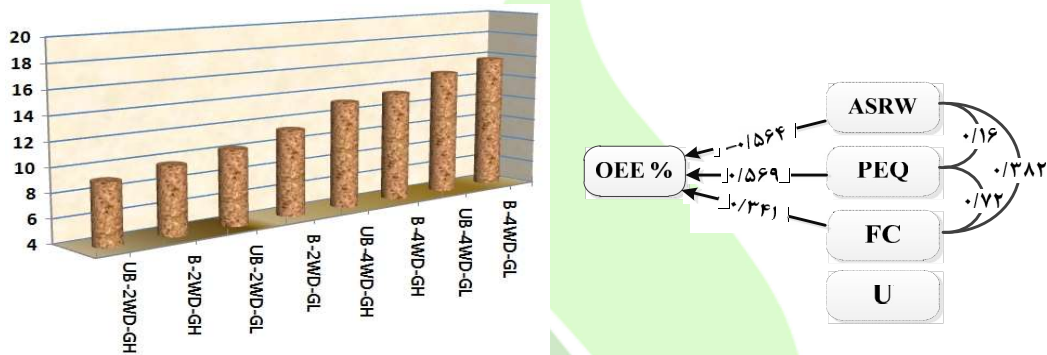 20
18
16
14
12
10
8
6
4
UB-2WD-GH
B-2WD-GH
UB-2WD-GL
B-2WD-GL
UB-4WD-GH
B-4WD-GH
UB-4WD-GL
B-4WD-GL
ASRW
PEQ
FC
U
OEE %
-۰/۵۶۴
۰/۵۶۹
۰/۳۴۱
۰/۱۶
۰/۷۲
۰/۳۸۲